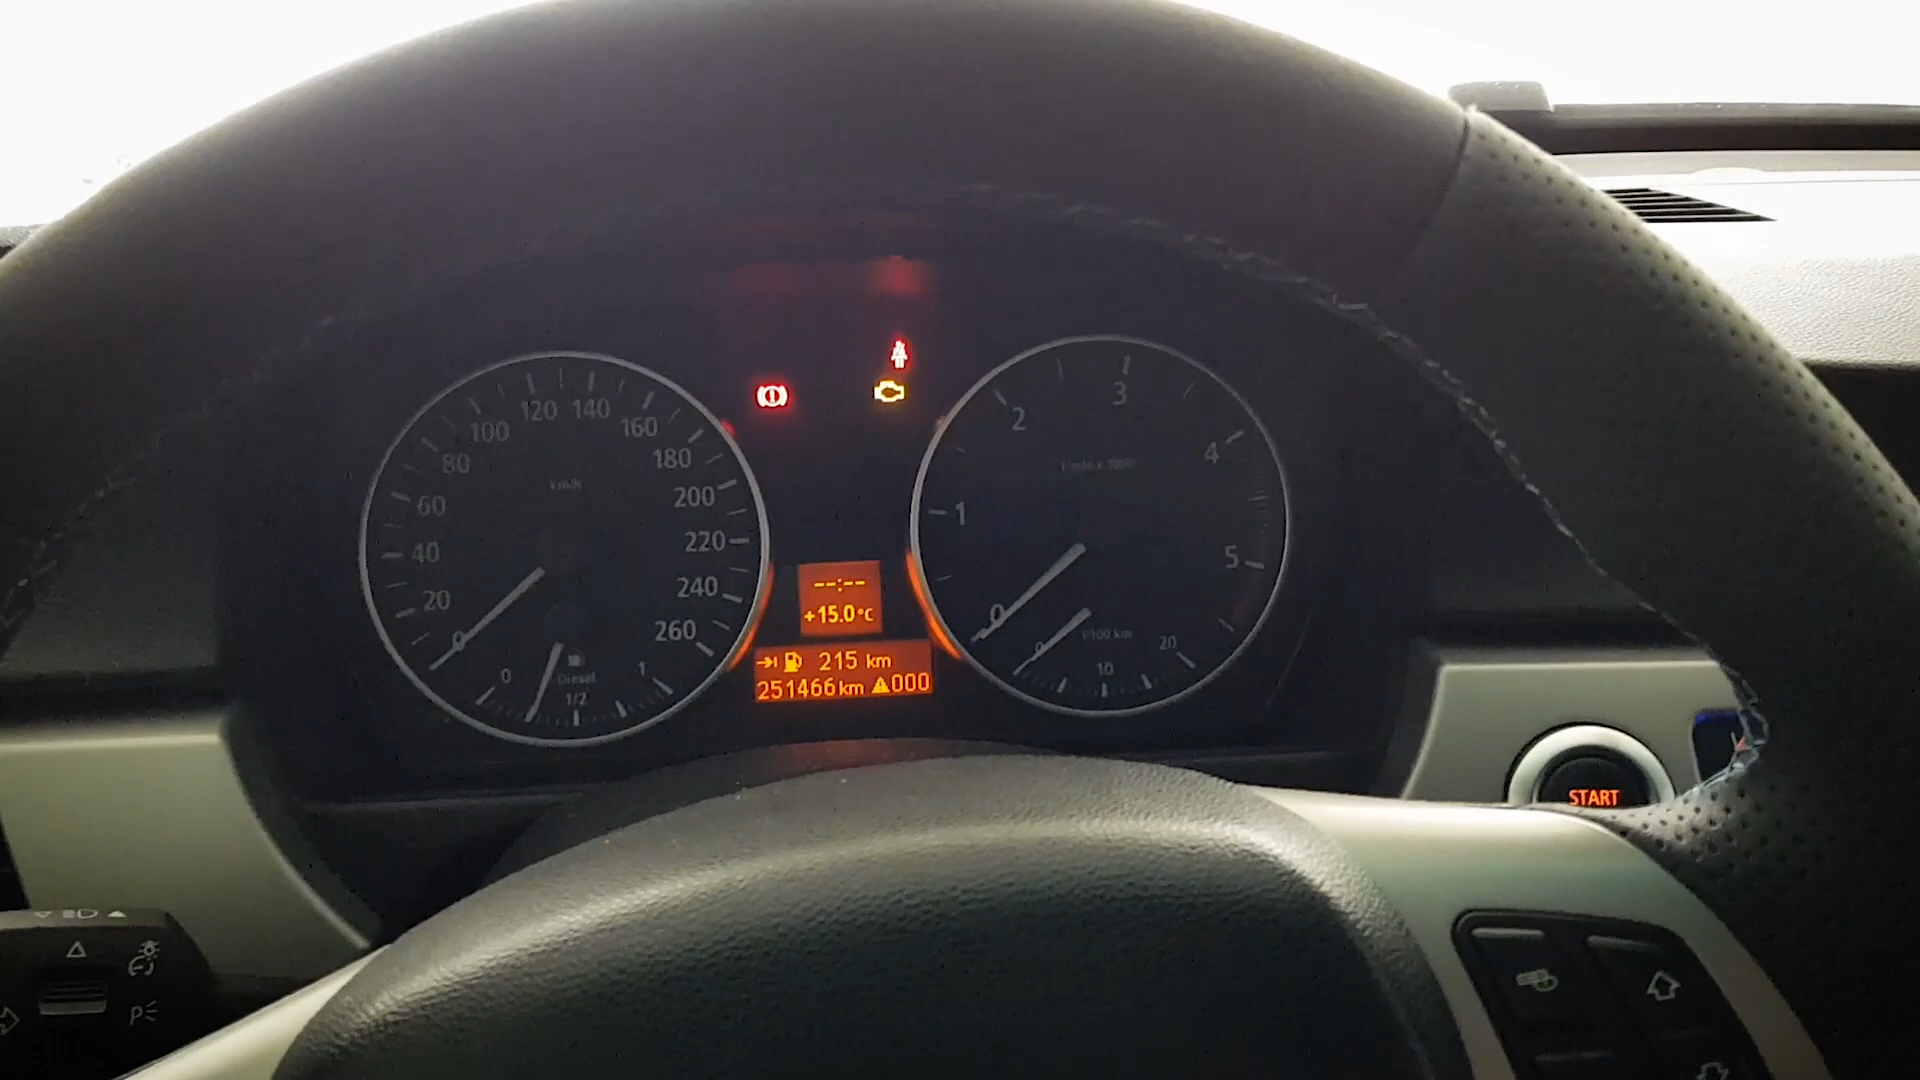 120 140
100 160
80 180
60 200
40 220
20 240
0 260
km/h
0 1/2 1
Diesel
--:--
+15.0°C
215 km
251466 km 000
0 1 2 3 4 5
0 10 20
l/100 km
START
P